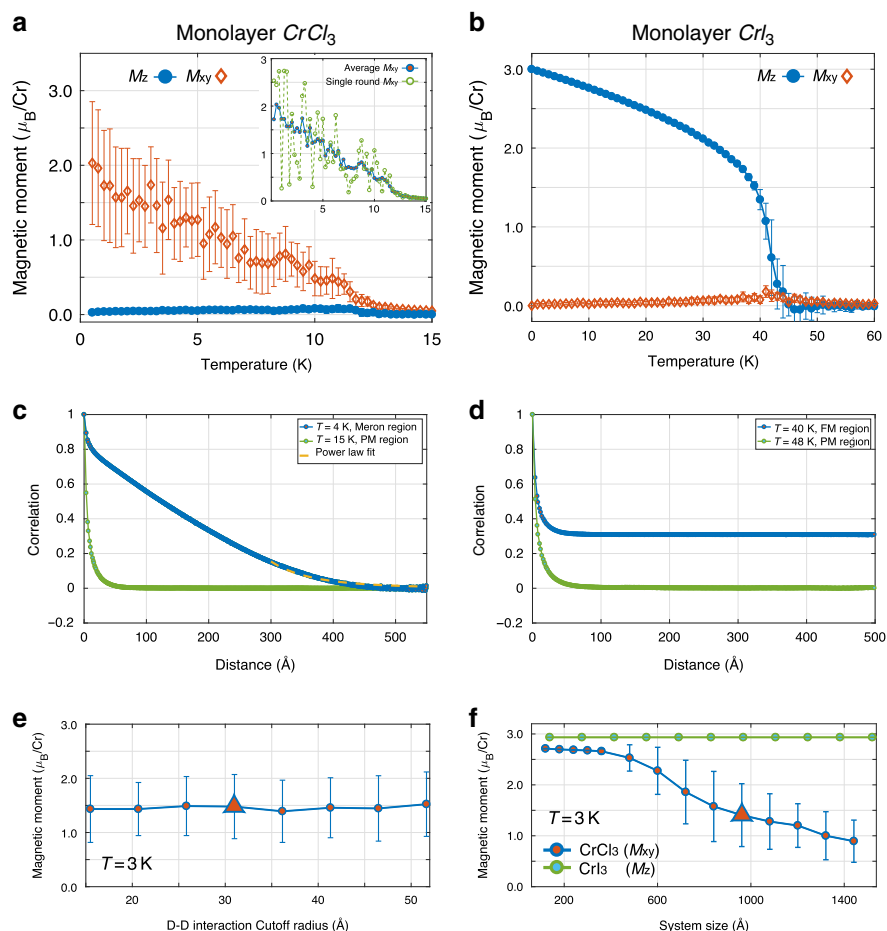 a
Monolayer CrCl3
Mz Mxy
Average Mxy
Single round Mxy
3
2
1
0
5
10
15
3.0
2.0
1.0
0.0
0
5
10
15
Magnetic moment (μB/Cr)
Temperature (K)
b
Monolayer CrI3
Mz Mxy
3.0
2.0
1.0
0.0
0
10
20
30
40
50
60
Magnetic moment (μB/Cr)
Temperature (K)
c
T = 4 K, Meron region
T = 15 K, PM region
Power law fit
1
0.8
0.6
0.4
0.2
0
−0.2
0
100
200
300
400
500
Correlation
Distance (Å)
d
T = 40 K, FM region
T = 48 K, PM region
1
0.8
0.6
0.4
0.2
0
−0.2
0
100
200
300
400
500
Correlation
Distance (Å)
e
3.0
2.0
1.5
1.0
0.0
T = 3 K
20
30
40
50
Magnetic moment (μB/Cr)
D-D interaction Cutoff radius (Å)
f
3.0
2.0
1.0
0.0
T = 3 K
CrCl3 (Mxy)
CrI3 (Mz)
200
600
1000
1400
Magnetic moment (μB/Cr)
System size (Å)